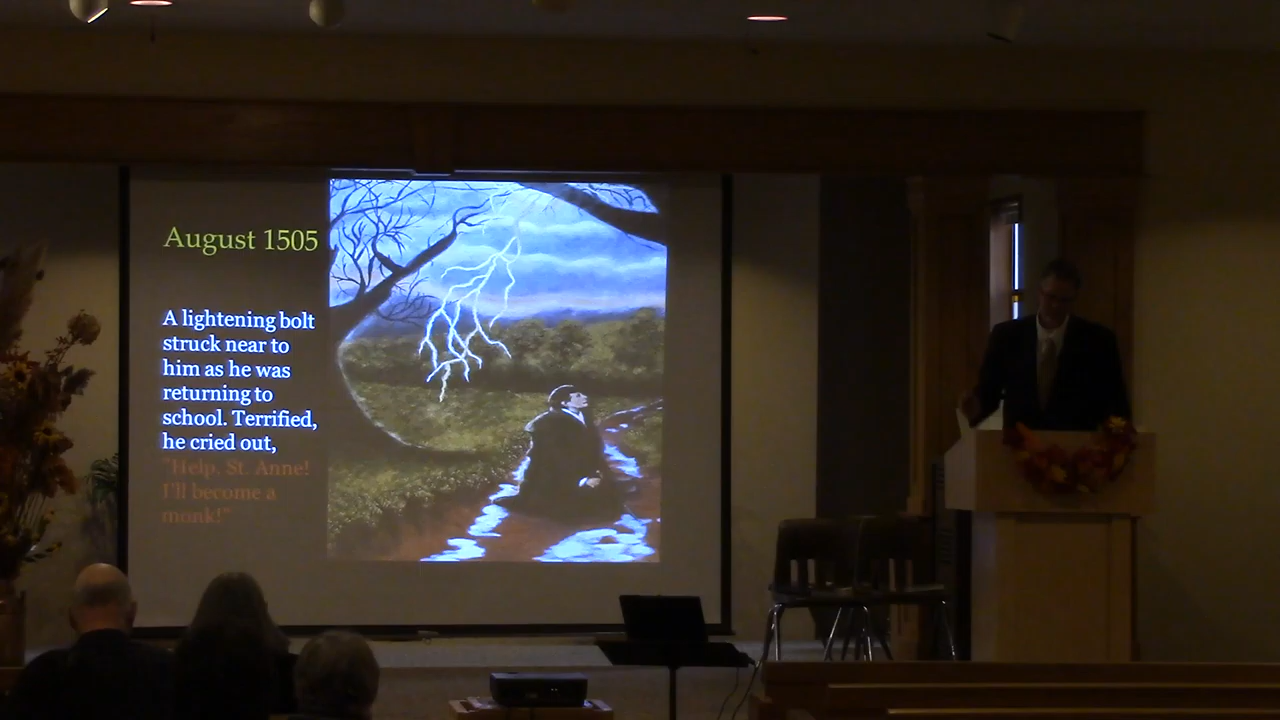 August 1505
A lightening bolt
struck near to
him as he was
returning to
school. Terrified,
he cried out,
"Help, St. Anne!
I'll become a
monk!"